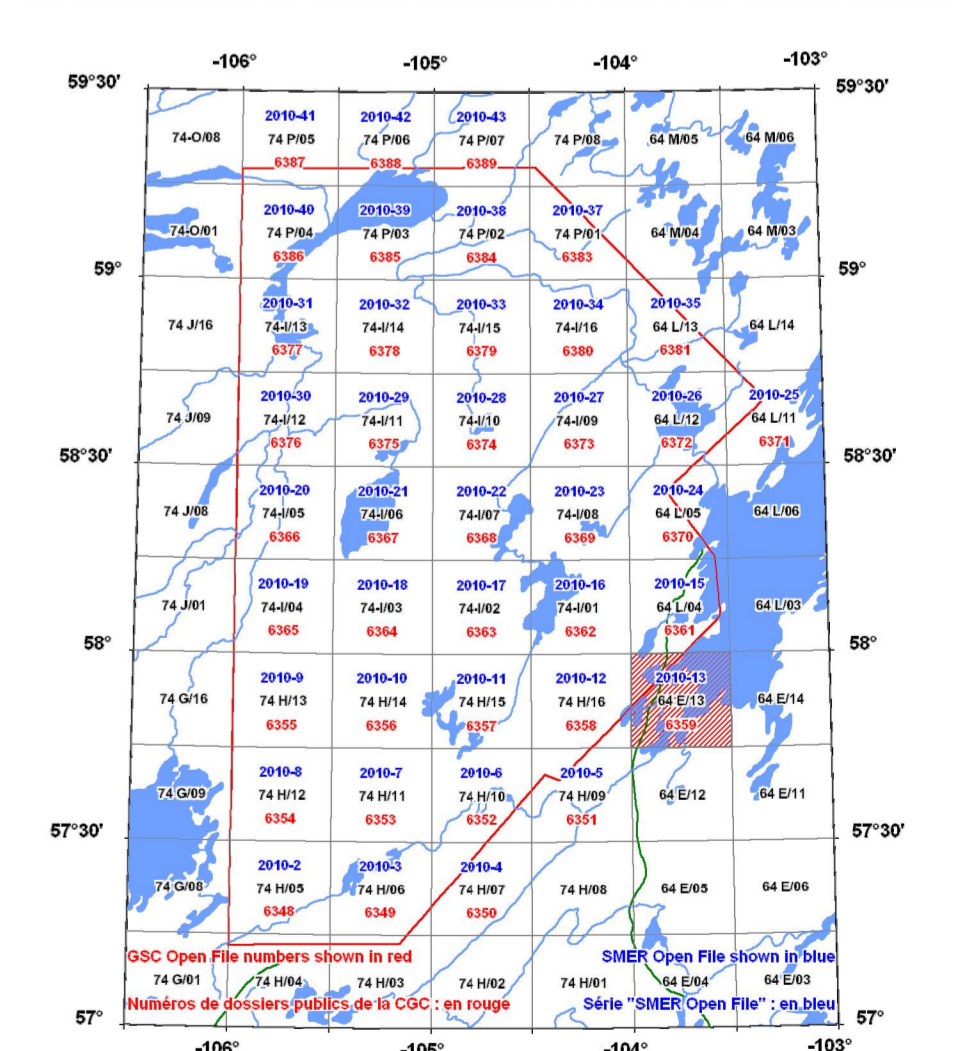 -106° -105° -104° -103°
59°30' 59°30'
2010-41 2010-42 2010-43
74-O/08 74 P/05 74 P/06 74 P/07 74 P/08 64 M/05 64 M/06
6387 6388 6389
2010-40 2010-39 2010-38 2010-37
74-O/01 74 P/04 74 P/03 74 P/02 74 P/01 64 M/04 64 M/03
6386 6385 6384 6383
59° 59°
2010-31 2010-32 2010-33 2010-34 2010-35
74 J/16 74-I/13 74-I/14 74-I/15 74-I/16 64 L/13 64 L/14
6377 6378 6379 6380 6381
2010-30 2010-29 2010-28 2010-27 2010-26 2010-25
74 J/09 74-I/12 74-I/11 74-I/10 74-I/09 64 L/12 64 L/11
6376 6375 6374 6373 6372 6371
58°30' 58°30'
2010-20 2010-21 2010-22 2010-23 2010-24
74 J/08 74-I/05 74-I/06 74-I/07 74-I/08 64 L/05 64 L/06
6366 6367 6368 6369 6370
2010-19 2010-18 2010-17 2010-16 2010-15
74 J/01 74-I/04 74-I/03 74-I/02 74-I/01 64 L/04 64 L/03
6365 6364 6363 6362 6361
58° 58°
2010-9 2010-10 2010-11 2010-12 2010-13
74 G/16 74 H/13 74 H/14 74 H/15 74 H/16 64 E/13 64 E/14
6355 6356 6357 6358 6359
2010-8 2010-7 2010-6 2010-5
74 G/09 74 H/12 74 H/11 74 H/10 74 H/09 64 E/12 64 E/11
6354 6353 6352 6351
57°30' 57°30'
2010-2 2010-3 2010-4
74 G/08 74 H/05 74 H/06 74 H/07 74 H/08 64 E/05 64 E/06
6348 6349 6350
GSC Open File numbers shown in red SMER Open File shown in blue
74 G/01 74 H/04 74 H/03 74 H/02 74 H/01 64 E/04 64 E/03
Numéros de dossiers publics de la CGC : en rouge Série "SMER Open File" : en bleu
57° 57°
-106° -105° -104° -103°